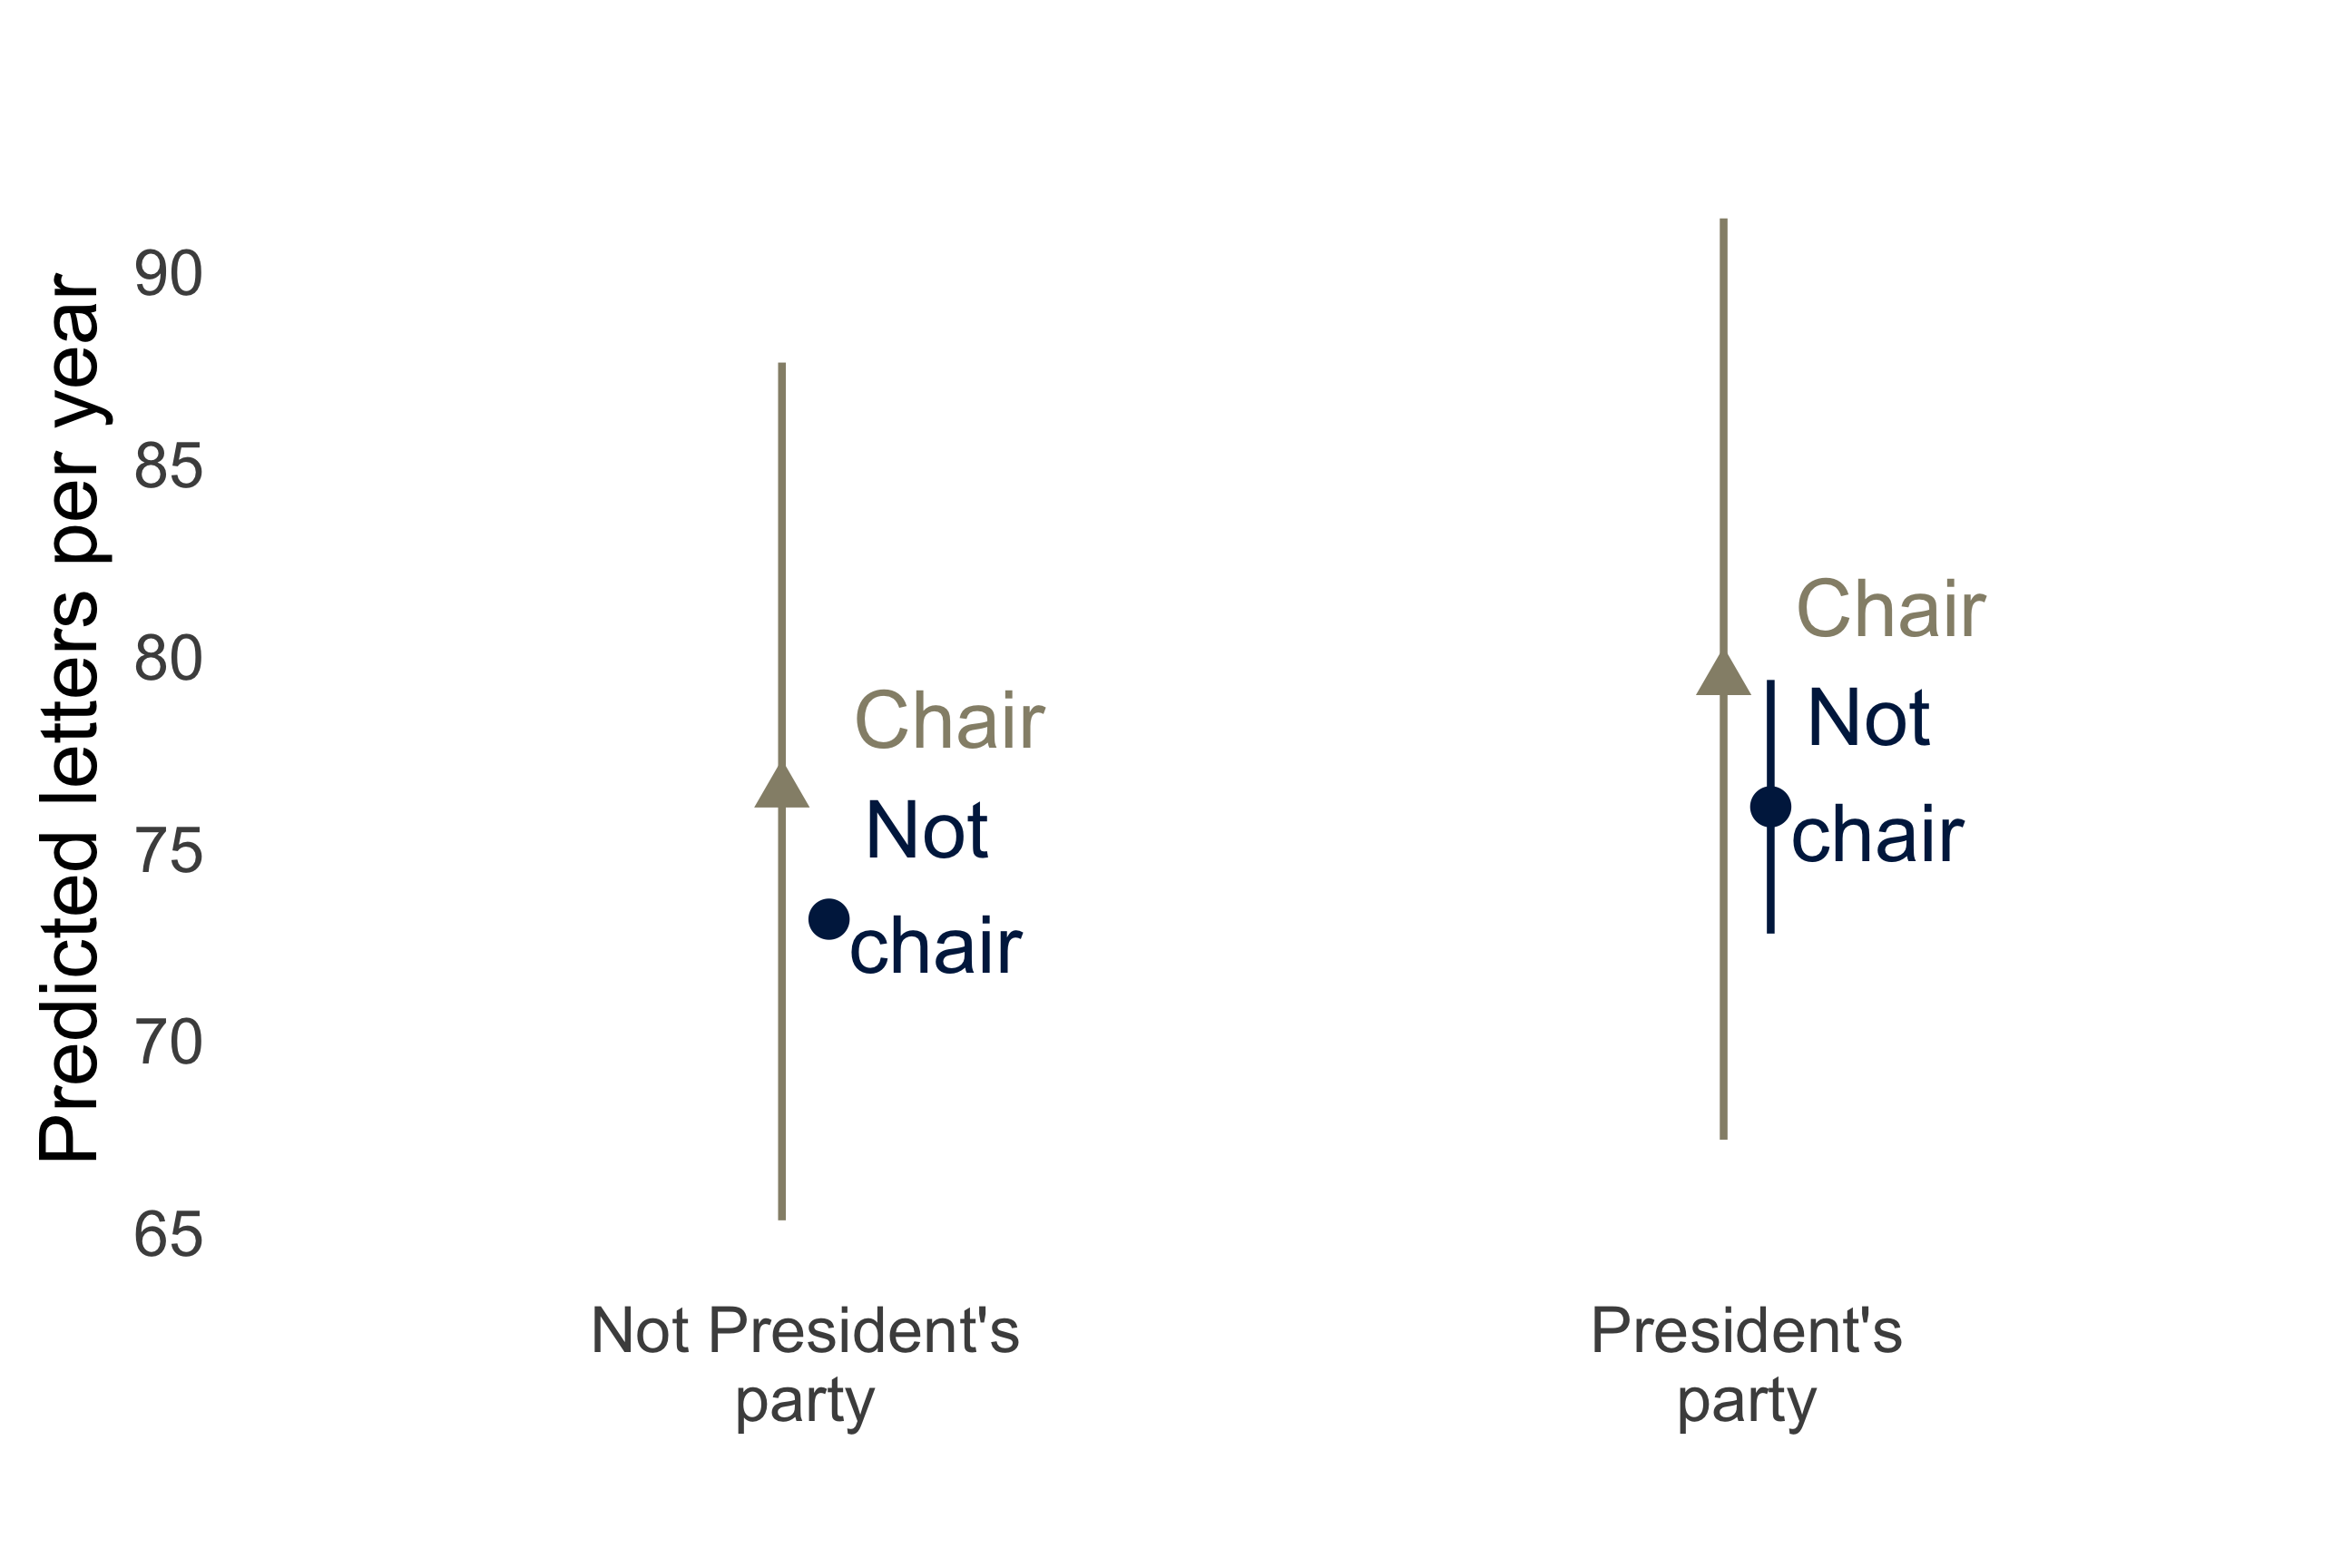 Predicted letters per year
90
85
80
75
70
65
Chair
Not
chair
Chair
Not
chair
Not President's
party
President's
party